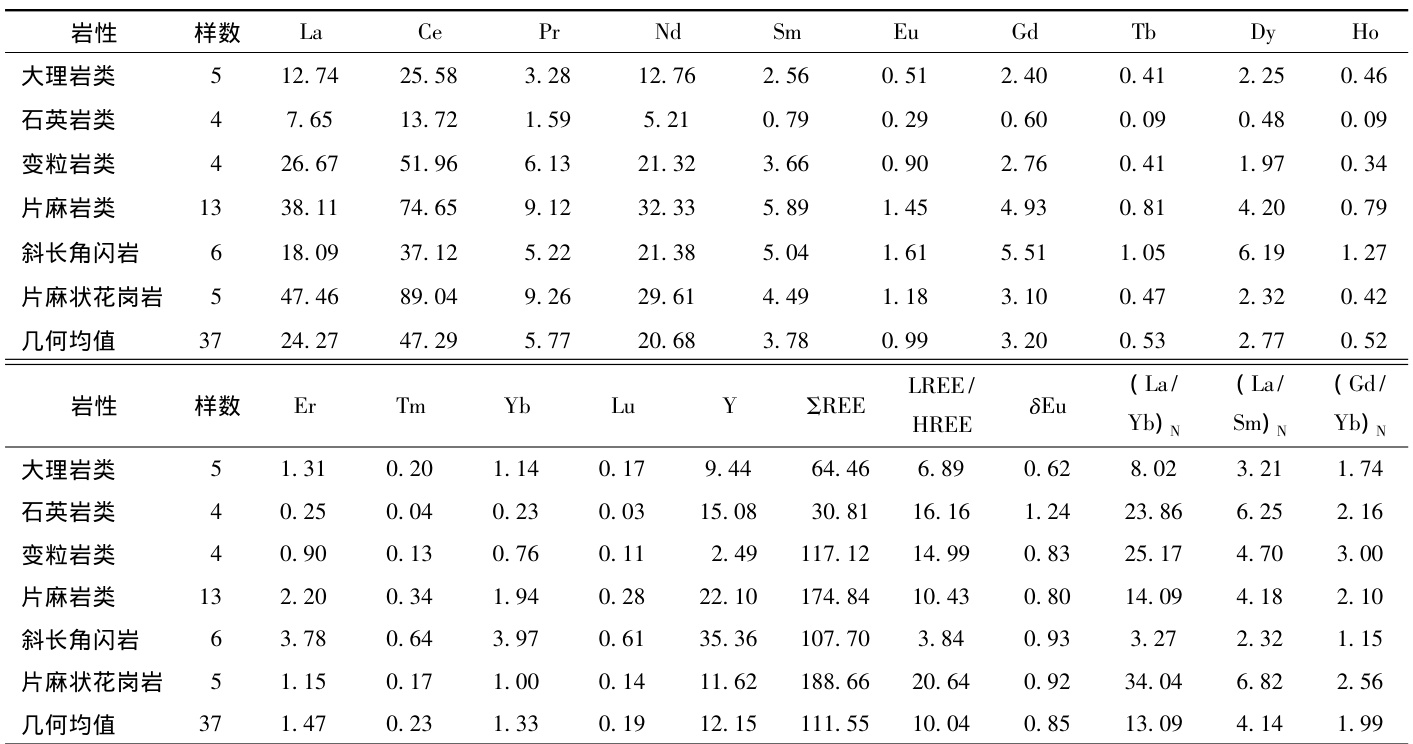 岩性 样数 La Ce Pr Nd Sm Eu Gd Tb Dy Ho
大理岩类 5 12.74 25.58 3.28 12.76 2.56 0.51 2.40 0.41 2.25 0.46
石英岩类 4 7.65 13.72 1.59 5.21 0.79 0.29 0.60 0.09 0.48 0.09
变粒岩类 4 26.67 51.96 6.13 21.32 3.66 0.90 2.76 0.41 1.97 0.34
片麻岩类 13 38.11 74.65 9.12 32.33 5.89 1.45 4.93 0.81 4.20 0.79
斜长角闪岩 6 18.09 37.12 5.22 21.38 5.04 1.61 5.51 1.05 6.19 1.27
片麻状花岗岩 5 47.46 89.04 9.26 29.61 4.49 1.18 3.10 0.47 2.32 0.42
几何均值 37 24.27 47.29 5.77 20.68 3.78 0.99 3.20 0.53 2.77 0.52
岩性 样数 Er Tm Yb Lu Y ΣREE LREE/HREE δEu (La/Yb)N (La/Sm)N (Gd/Yb)N
大理岩类 5 1.31 0.20 1.14 0.17 9.44 64.46 6.89 0.62 8.02 3.21 1.74
石英岩类 4 0.25 0.04 0.23 0.03 15.08 30.81 16.16 1.24 23.86 6.25 2.16
变粒岩类 4 0.90 0.13 0.76 0.11 2.49 117.12 14.99 0.83 25.17 4.70 3.00
片麻岩类 13 2.20 0.34 1.94 0.28 22.10 174.84 10.43 0.80 14.09 4.18 2.10
斜长角闪岩 6 3.78 0.64 3.97 0.61 35.36 107.70 3.84 0.93 3.27 2.32 1.15
片麻状花岗岩 5 1.15 0.17 1.00 0.14 11.62 188.66 20.64 0.92 34.04 6.82 2.56
几何均值 37 1.47 0.23 1.33 0.19 12.15 111.55 10.04 0.85 13.09 4.14 1.99